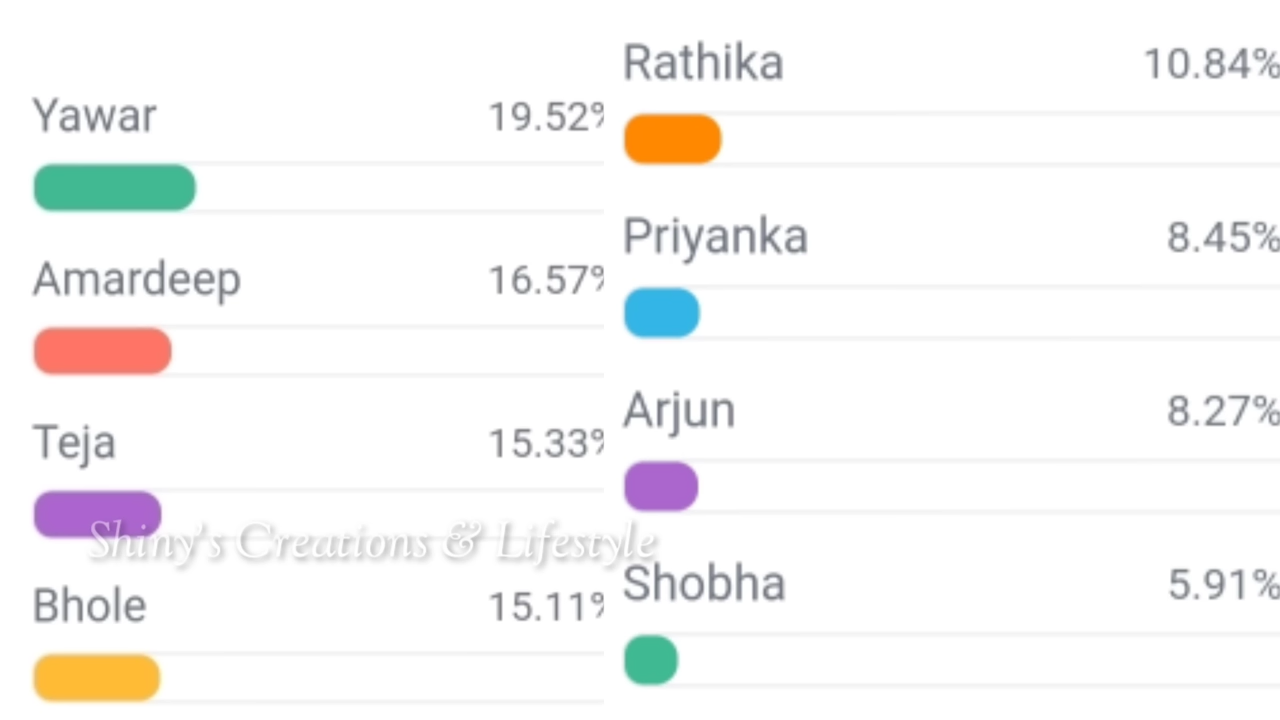 Yawar 19.52%
Amardeep 16.57%
Teja 15.33%
Shiny's Creations & Lifestyle
Bhole 15.11%
Rathika 10.84%
Priyanka 8.45%
Arjun 8.27%
Shobha 5.91%